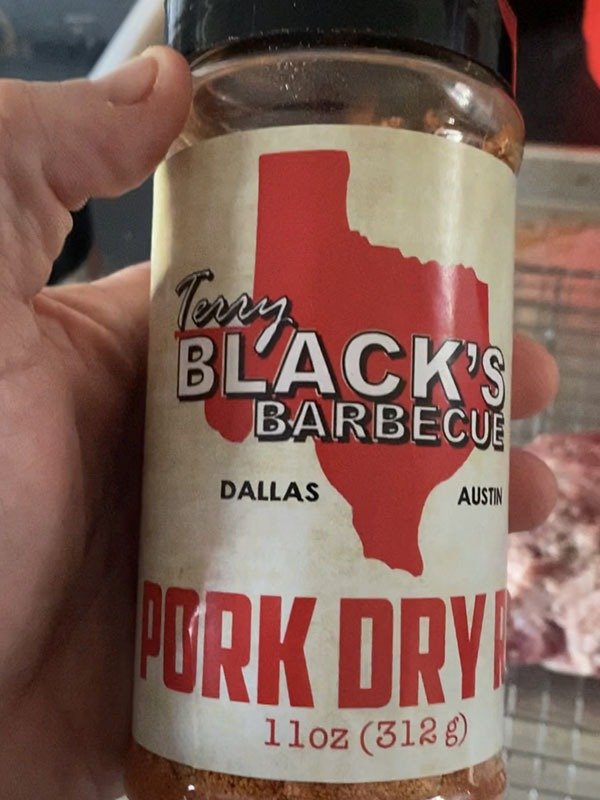 Terry
BLACK'S
BARBECUE
DALLAS AUSTIN
PORK DRY
11oz (312 g)